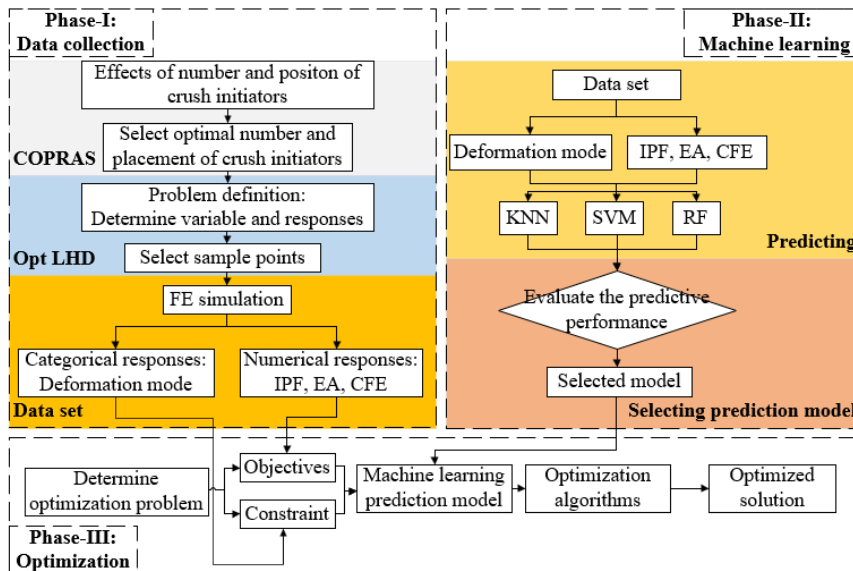 Phase-I:
Data collection
Effects of number and positon of
crush initiators
Select optimal number and
placement of crush initiators
COPRAS
Problem definition:
Determine variable and responses
Opt LHD
Select sample points
FE simulation
Categorical responses:
Deformation mode
Numerical responses:
IPF, EA, CFE
Data set
Phase-II:
Machine learning
Data set
Deformation mode
IPF, EA, CFE
KNN
SVM
RF
Predicting
Evaluate the predictive
performance
Selected model
Selecting prediction model
Determine
optimization problem
Objectives
Constraint
Machine learning
prediction model
Optimization
algorithms
Optimized
solution
Phase-III:
Optimization